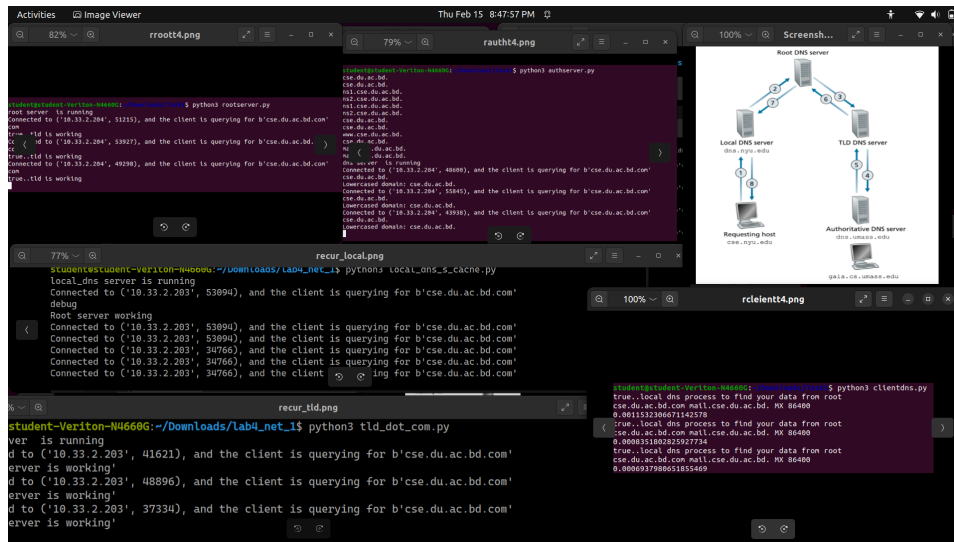 Activities
Image Viewer
Thu Feb 15 8:47:57 PM
82%
rroott4.png
student@student-Veriton-N4660G: $ python3 rootserver.py
root server is running
Connected to ('10.33.2.204', 51215), and the client is querying for b'cse.du.ac.bd.com'
com
true..tld is working
d to ('10.33.2.204', 53927), and the client is querying for b'cse.du.ac.bd.com'
true..tld is working
Connected to ('10.33.2.204', 49298), and the client is querying for b'cse.du.ac.bd.com'
com
true..tld is working
79%
rautht4.png
student@student-Veriton-N4660G: $ python3 authserver.py
cse.du.ac.bd.
cse.du.ac.bd.
ns1.cse.du.ac.bd.
ns2.cse.du.ac.bd.
ns1.cse.du.ac.bd.
ns2.cse.du.ac.bd.
cse.du.ac.bd.
cse.du.ac.bd.
www.cse.du.ac.bd.
cse.du.ac.bd.
.du.ac.bd.
dns server is running
Connected to ('10.33.2.204', 48600), and the client is querying for b'cse.du.ac.bd.com'
cse.du.ac.bd.
Lowercased domain: cse.du.ac.bd.
Connected to ('10.33.2.204', 55845), and the client is querying for b'cse.du.ac.bd.com'
cse.du.ac.bd.
Lowercased domain: cse.du.ac.bd.
Connected to ('10.33.2.204', 43938), and the client is querying for b'cse.du.ac.bd.com'
cse.du.ac.bd.
Lowercased domain: cse.du.ac.bd.
100%
Screensh...
Root DNS server
2
7
3
6
Local DNS server
dns.nyu.edu
TLD DNS server
1
8
5
4
Requesting host
cse.nyu.edu
Authoritative DNS server
dns.umass.edu
gaia.cs.umass.edu
77%
recur_local.png
student@student-Veriton-N4660G:~/Downloads/lab4_net_1$ python3 local_dns_s_cache.py
local_dns server is running
Connected to ('10.33.2.203', 53094), and the client is querying for b'cse.du.ac.bd.com'
debug
Root server working
Connected to ('10.33.2.203', 53094), and the client is querying for b'cse.du.ac.bd.com'
Connected to ('10.33.2.203', 53094), and the client is querying for b'cse.du.ac.bd.com'
Connected to ('10.33.2.203', 34766), and the client is querying for b'cse.du.ac.bd.com'
Connected to ('10.33.2.203', 34766), and the client is querying for b'cse.du.ac.bd.com'
Connected to ('10.33.2.203', 34766), and the client querying for b'cse.du.ac.bd.com'
%
recur_tld.png
student-Veriton-N4660G:~/Downloads/lab4_net_1$ python3 tld_dot_com.py
ver is running
d to ('10.33.2.203', 41621), and the client is querying for b'cse.du.ac.bd.com'
erver is working'
d to ('10.33.2.203', 48896), and the client is querying for b'cse.du.ac.bd.com'
erver is working'
d to ('10.33.2.203', 37334), and the client is querying for b'cse.du.ac.bd.com'
erver is working'
100%
rcleientt4.png
student@student-Veriton-N4660G: $ python3 clientdns.py
true..local dns process to find your data from root
cse.du.ac.bd.com mail.cse.du.ac.bd. MX 86400
0.001153230667114257​8
true..local dns process to find your data from root
cse.du.ac.bd.com mail.cse.du.ac.bd. MX 86400
0.0008351802825927734
true..local dns process to find your data from root
cse.du.ac.bd.com mail.cse.du.ac.bd. MX 86400
0.0006937980651855469